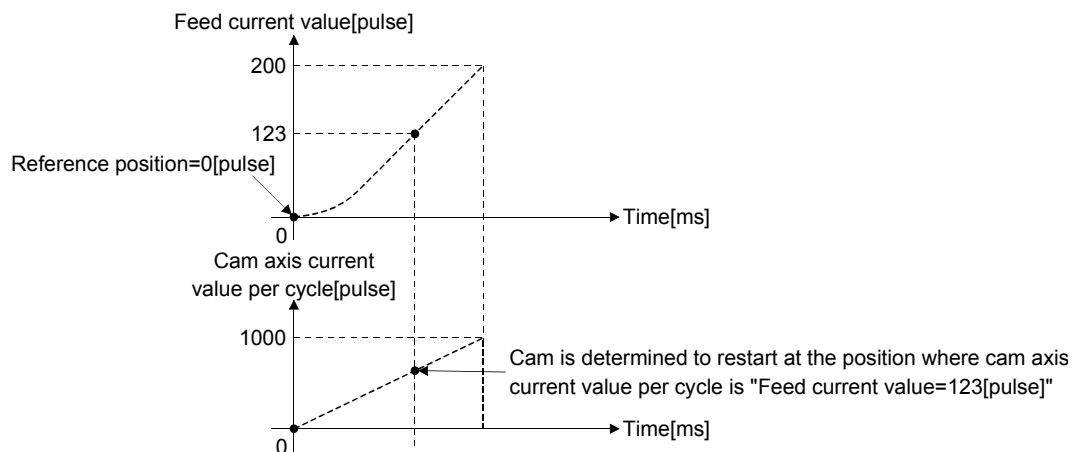 Feed current value[pulse]
200
123
Reference position=0[pulse]
Time[ms]
0
Cam axis current
value per cycle[pulse]
1000
Cam is determined to restart at the position where cam axis
current value per cycle is "Feed current value=123[pulse]"
Time[ms]
0